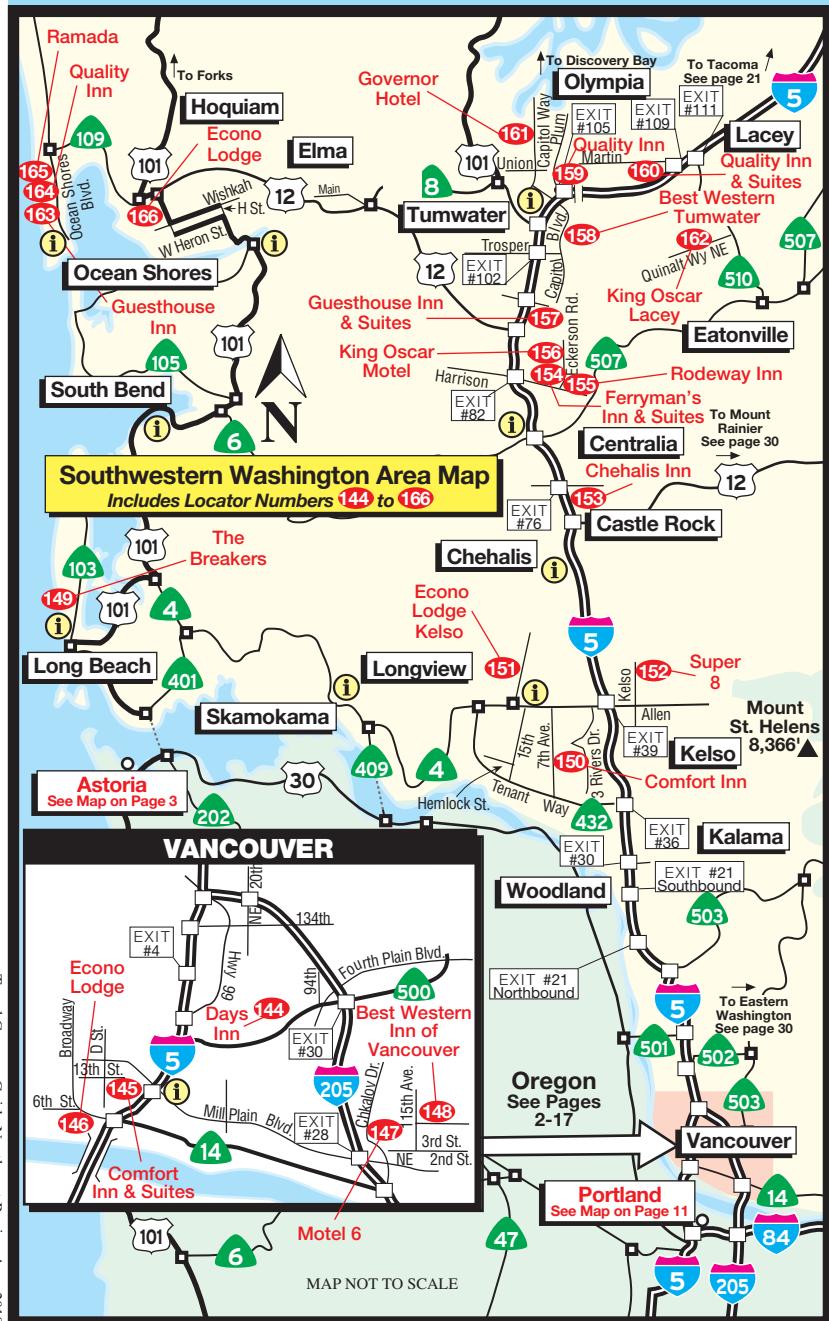 Ramada
Quality
Inn
109
165
164
163
Ocean Shores
Blvd.
i
Ocean Shores
Guesthouse
Inn
To Forks
Hoquiam
101
Econo
Lodge
166
Wishkah
H St.
W Heron St.
i
Elma
12
Main
8
105
101
South Bend
i
6
N
Governor
Hotel
161
101
Union
To Discovery Bay
Olympia
Capitol Way
Plum
EXIT
#105
Quality Inn
159
Martin
EXIT
#109
160
EXIT
#111
To Tacoma
See page 21
5
Lacey
Quality Inn
& Suites
i
Tumwater
Blvd.
Capitol
158
Best Western
Tumwater
Trosper
EXIT
#102
12
162
Quinalt Wy NE
King Oscar
Lacey
510
507
Guesthouse Inn
& Suites
157
Eckerson Rd.
Eatonville
King Oscar
Motel
156
154
155
507
Harrison
EXIT
#82
Rodeway Inn
Ferryman's
Inn & Suites
i
Centralia
To Mount
Rainier
See page 30
12
Southwestern Washington Area Map
Includes Locator Numbers 144 to 166
Chehalis Inn
153
EXIT
#76
Castle Rock
Chehalis
i
101
The
Breakers
103
149
i
101
4
Long Beach
401
5
Econo
Lodge
Kelso
151
Longview
i
i
Skamokama
409
4
Kelso
152
Super
8
Allen
EXIT
#39
Kelso
Mount
St. Helens
8,366'
15th
7th Ave.
150
3 Rivers Dr.
Comfort Inn
Hemlock St.
Tenant Way
432
EXIT
#36
EXIT
#30
Kalama
Astoria
See Map on Page 3
202
30
Woodland
EXIT #21
Southbound
503
EXIT #21
Northbound
5
To Eastern
Washington
See page 30
501
502
503
Oregon
See Pages
2-17
Vancouver
14
Portland
See Map on Page 11
84
5
205
47
VANCOUVER
NE 20th
134th
EXIT
#4
Hwy 99
94th
Fourth Plain Blvd.
500
Econo
Lodge
Days
Inn
144
EXIT
#30
Best Western
Inn of
Vancouver
Broadway
D St.
5
13th St.
145
i
205
Chkalov Dr.
115th Ave.
148
6th St.
146
Mill Plain Blvd.
EXIT
#28
147
3rd St.
NE 2nd St.
14
Comfort
Inn & Suites
Motel 6
101
6
MAP NOT TO SCALE